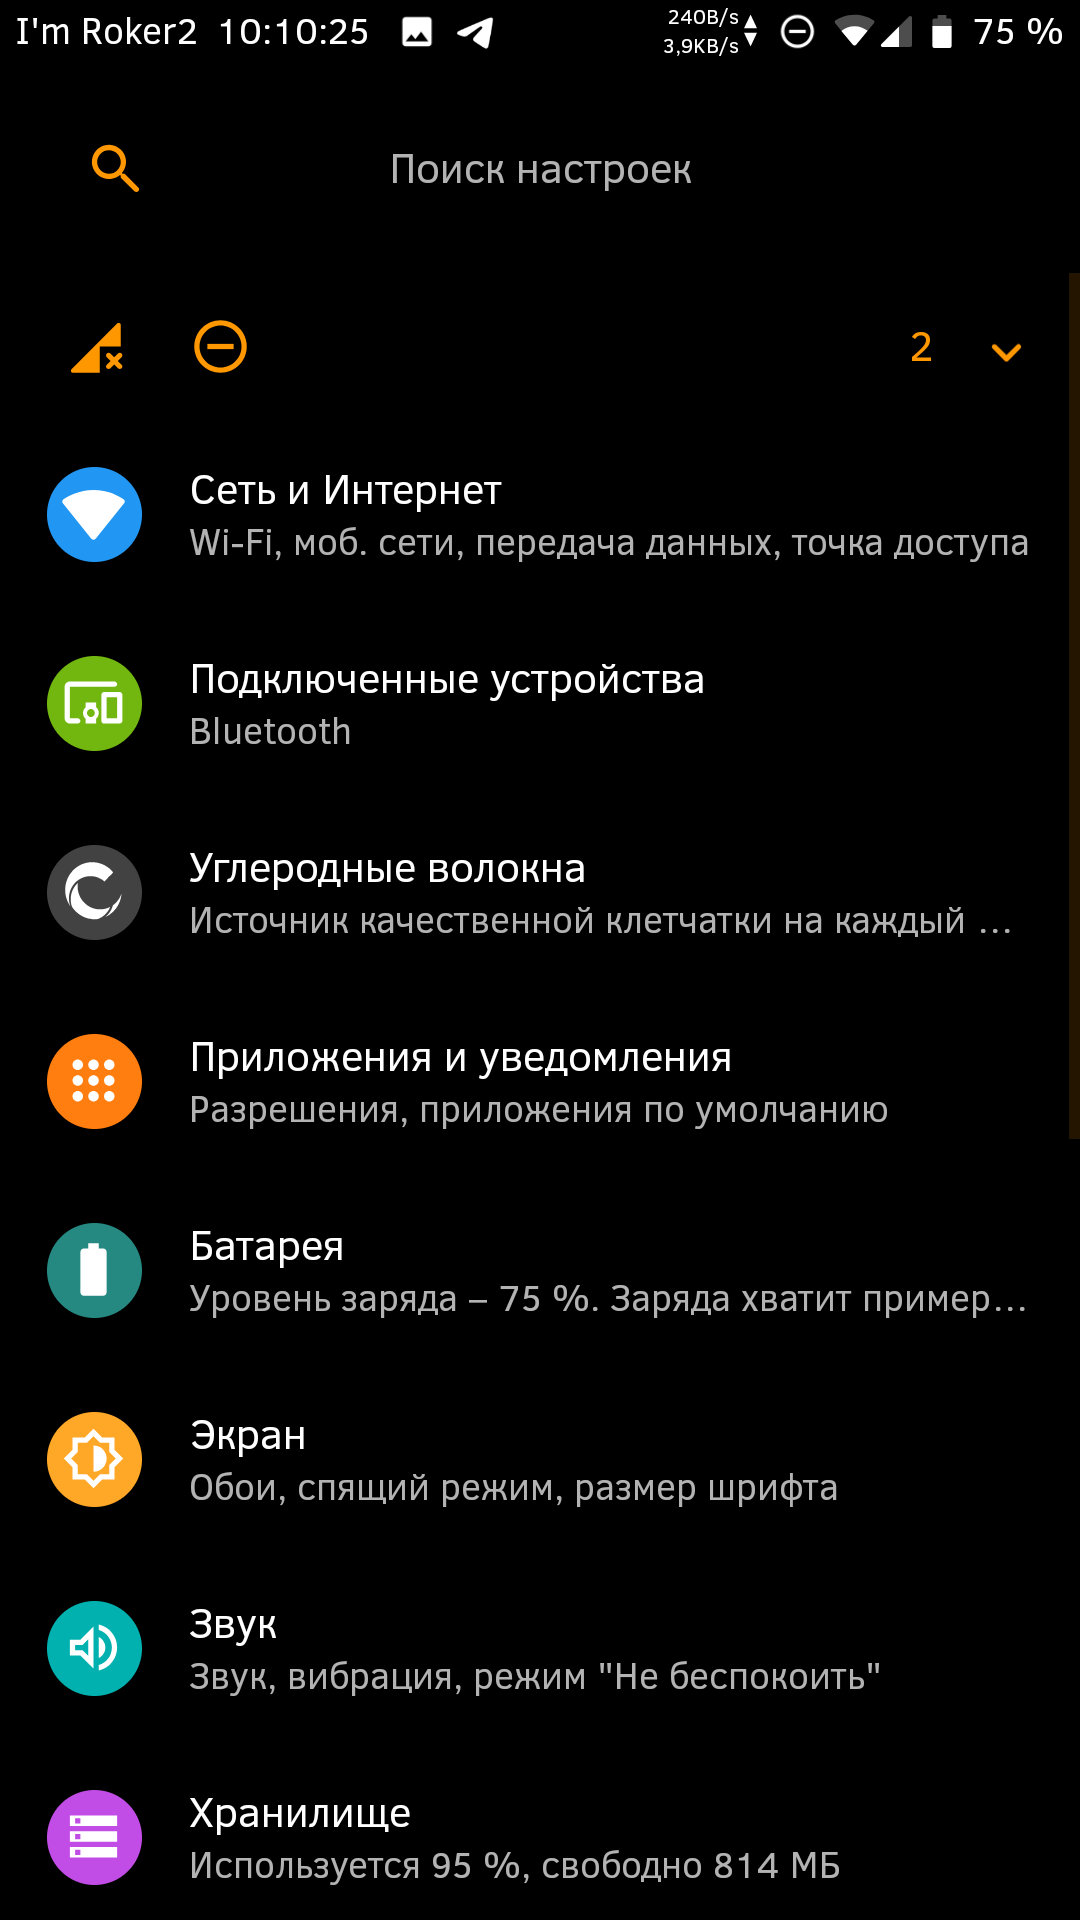 I'm Roker2 10:10:25 240B/s 3,9KB/s 75 %
Поиск настроек
2
Сеть и Интернет
Wi-Fi, моб. сети, передача данных, точка доступа
Подключенные устройства
Bluetooth
Углеродные волокна
Источник качественной клетчатки на каждый …
Приложения и уведомления
Разрешения, приложения по умолчанию
Батарея
Уровень заряда – 75 %. Заряда хватит пример…
Экран
Обои, спящий режим, размер шрифта
Звук
Звук, вибрация, режим "Не беспокоить"
Хранилище
Используется 95 %, свободно 814 МБ